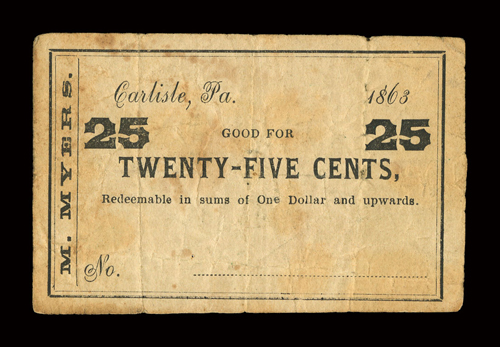 M. MYERS.
Carlisle, Pa. 1863
25 GOOD FOR 25
TWENTY-FIVE CENTS,
Redeemable in sums of One Dollar and upwards.
No.